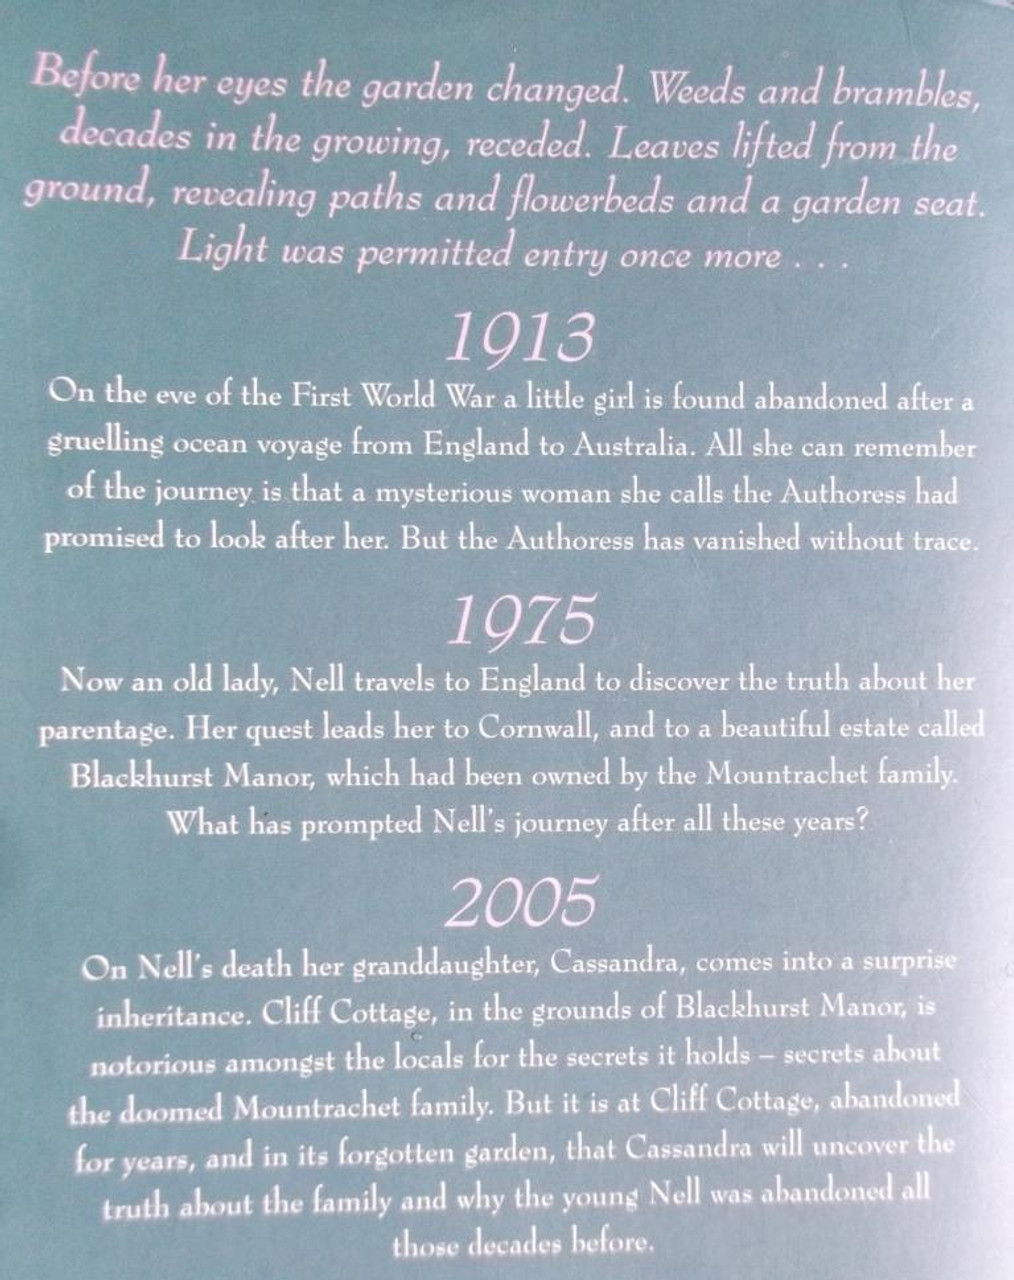 Before her eyes the garden changed. Weeds and brambles,
decades in the growing, receded. Leaves lifted from the
ground, revealing paths and flowerbeds and a garden seat.
Light was permitted entry once more . . .
1913
On the eve of the First World War a little girl is found abandoned after a
gruelling ocean voyage from England to Australia. All she can remember
of the journey is that a mysterious woman she calls the Authoress had
promised to look after her. But the Authoress has vanished without trace.
1975
Now an old lady, Nell travels to England to discover the truth about her
parentage. Her quest leads her to Cornwall, and to a beautiful estate called
Blackhurst Manor, which had been owned by the Mountrachet family.
What has prompted Nell's journey after all these years?
2005
On Nell's death her granddaughter, Cassandra, comes into a surprise
inheritance. Cliff Cottage, in the grounds of Blackhurst Manor, is
notorious amongst the locals for the secrets it holds – secrets about
the doomed Mountrachet family. But it is at Cliff Cottage, abandoned
for years, and in its forgotten garden, that Cassandra will uncover the
truth about the family and why the young Nell was abandoned all
those decades before.